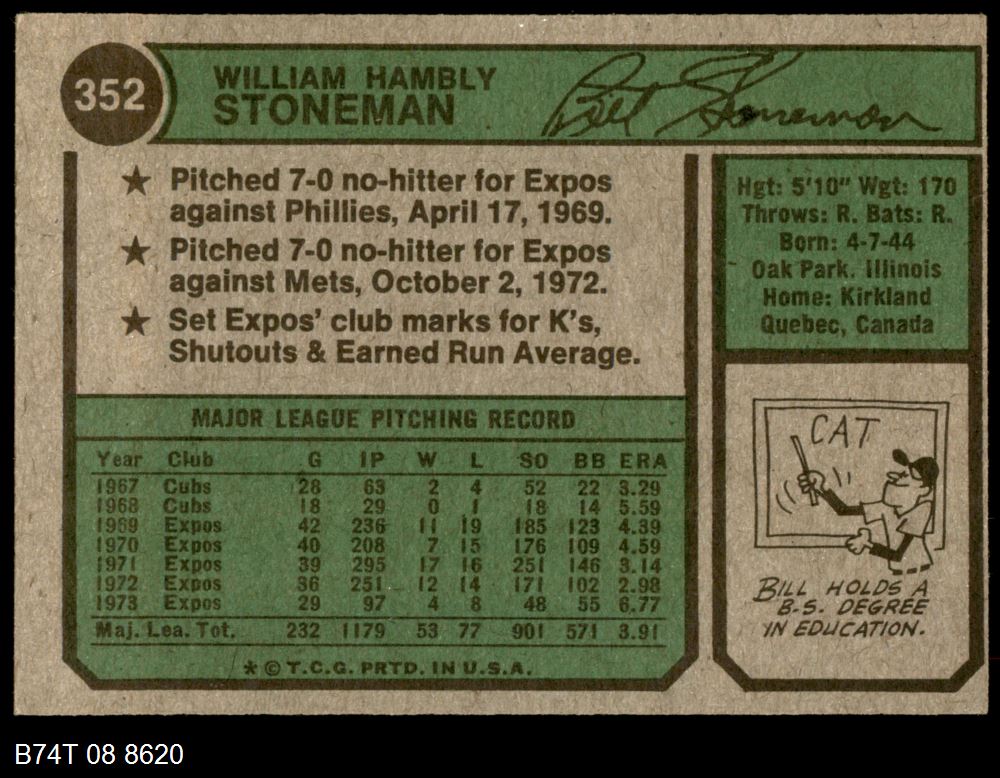 352
WILLIAM HAMBLY
STONEMAN
Bill Stoneman
★ Pitched 7-0 no-hitter for Expos
against Phillies, April 17, 1969.
★ Pitched 7-0 no-hitter for Expos
against Mets, October 2, 1972.
★ Set Expos' club marks for K's,
Shutouts & Earned Run Average.
MAJOR LEAGUE PITCHING RECORD
Year Club G IP W L SO BB ERA
1967 Cubs 28 63 2 4 52 22 3.29
1968 Cubs 18 29 0 1 18 14 5.59
1969 Expos 42 236 11 19 185 123 4.39
1970 Expos 40 208 7 15 176 109 4.59
1971 Expos 39 295 17 16 251 146 3.14
1972 Expos 36 251 12 14 171 102 2.98
1973 Expos 29 97 4 8 48 55 6.77
Maj. Lea. Tot. 232 1179 53 77 901 571 3.91
* © T.C.G. PRTD. IN U.S.A.
Hgt: 5'10" Wgt: 170
Throws: R. Bats: R.
Born: 4-7-44
Oak Park. Illinois
Home: Kirkland
Quebec, Canada
CAT
BILL HOLDS A
B-S. DEGREE
IN EDUCATION.
B74T 08 8620